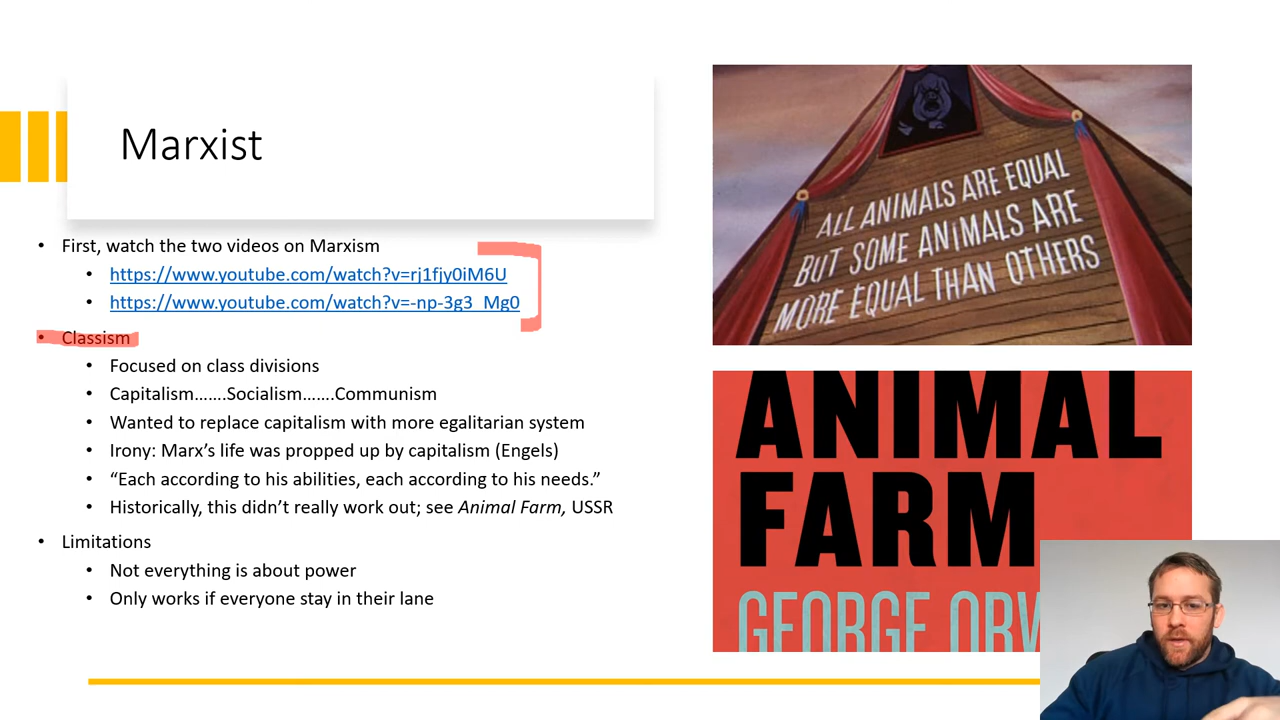 Marxist
• First, watch the two videos on Marxism
• https://www.youtube.com/watch?v=rj1fjy0iM6U
• https://www.youtube.com/watch?v=-np-3g3_Mg0
• Classism
• Focused on class divisions
• Capitalism…….Socialism…….Communism
• Wanted to replace capitalism with more egalitarian system
• Irony: Marx’s life was propped up by capitalism (Engels)
• “Each according to his abilities, each according to his needs.”
• Historically, this didn’t really work out; see Animal Farm, USSR
• Limitations
• Not everything is about power
• Only works if everyone stay in their lane
ALL ANIMALS ARE EQUAL
BUT SOME ANIMALS ARE
MORE EQUAL THAN OTHERS
ANIMAL
FARM
GEORGE